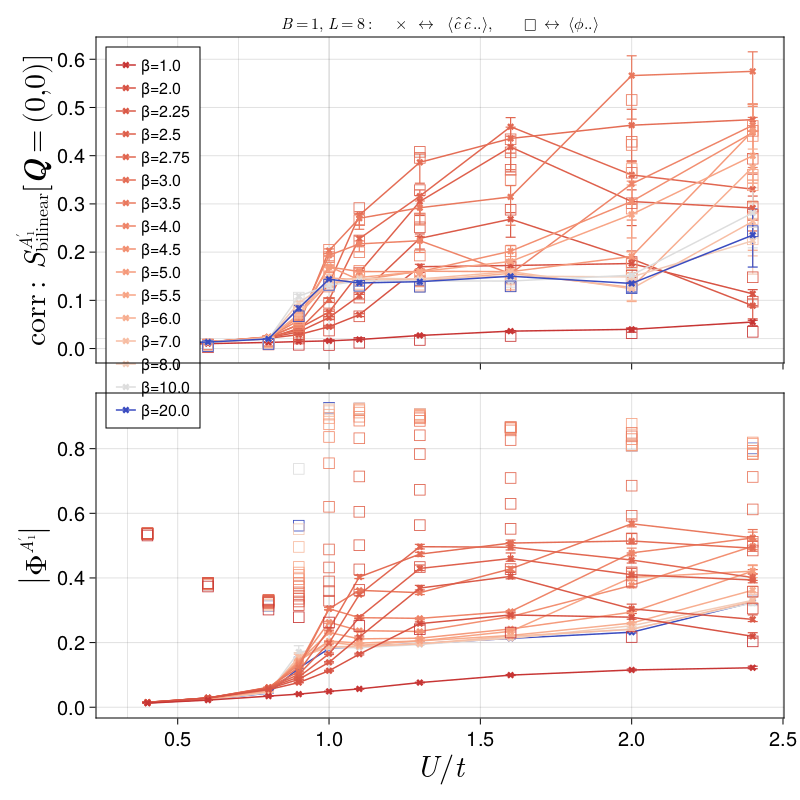 B = 1, L = 8 : × ↔ ⟨ĉ ĉ ..⟩, □ ↔ ⟨ϕ..⟩
corr : 𝒮^{A′₁}_{bilinear}[Q = (0,0)]
0.6
0.5
0.4
0.3
0.2
0.1
0.0
β=1.0
β=2.0
β=2.25
β=2.5
β=2.75
β=3.0
β=3.5
β=4.0
β=4.5
β=5.0
β=5.5
β=6.0
β=7.0
β=8.0
β=10.0
β=20.0
|Φ^{A′₁}|
0.8
0.6
0.4
0.2
0.0
0.5 1.0 1.5 2.0 2.5
U/t